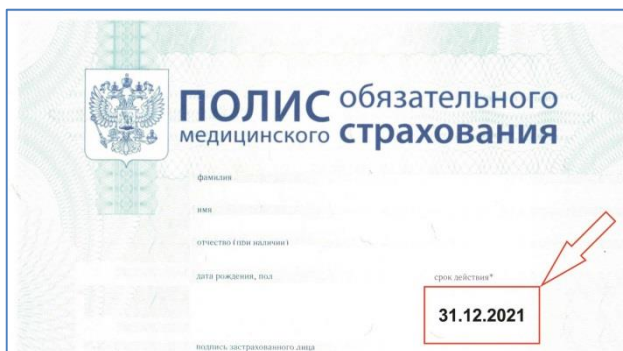 ПОЛИС обязательного
медицинского страхования
фамилия
имя
отчество (при наличии)
дата рождения, пол
срок действия*
31.12.2021
подпись застрахованного лица